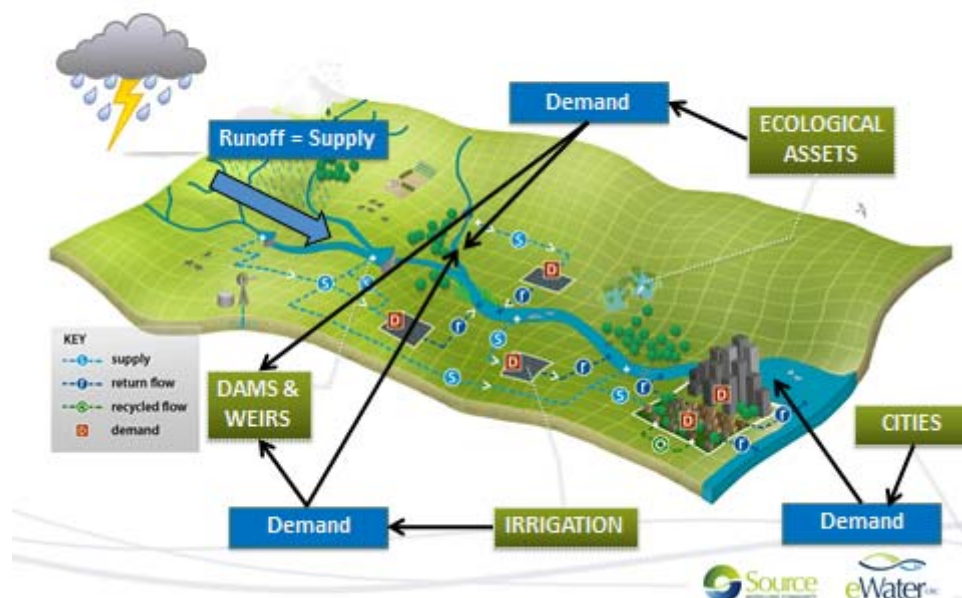 Demand
ECOLOGICAL
ASSETS
Runoff = Supply
D
S
S
S
D
r
KEY
supply
return flow
recycled flow
D demand
D
r
S
D
r
S
S
r
D
D
r
r
DAMS &
WEIRS
CITIES
Demand
IRRIGATION
Demand
Source
eWater CRC